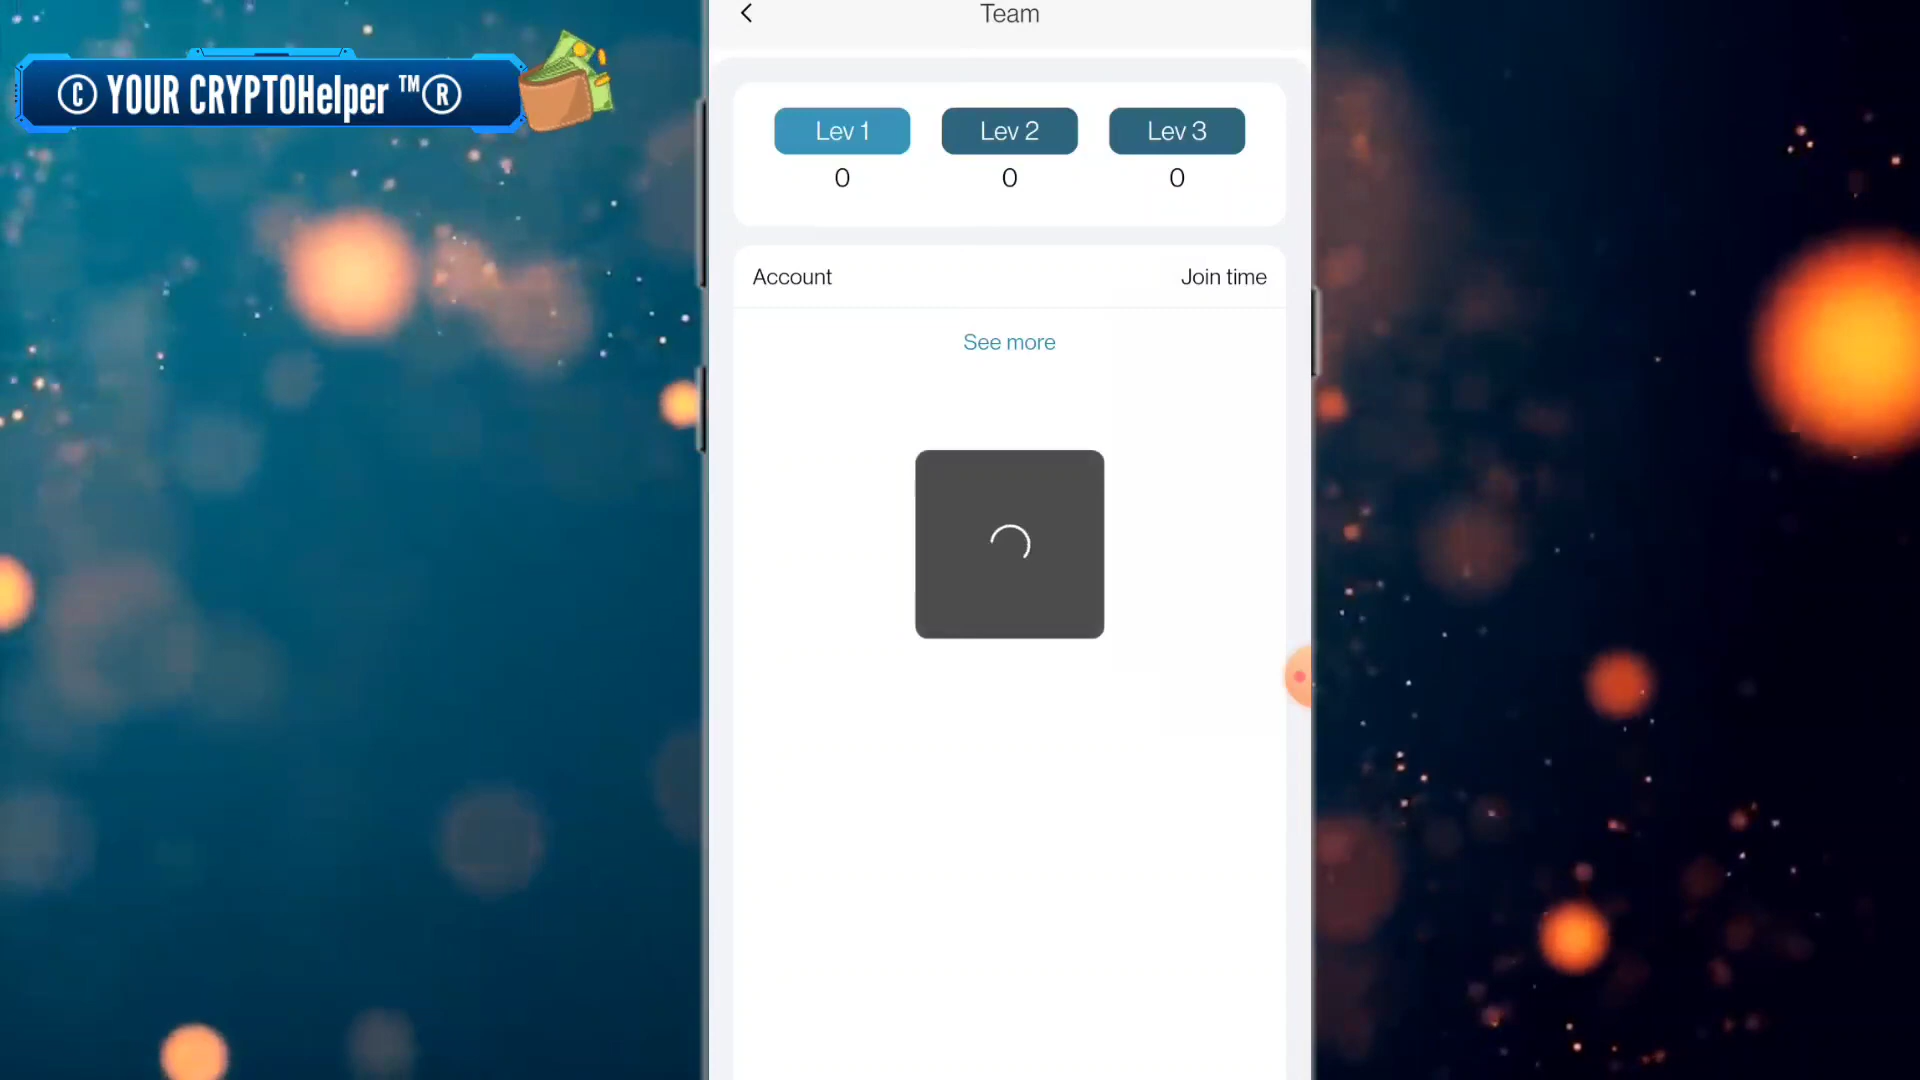 Team
© YOUR CRYPTOHelper ™®
Lev 1 Lev 2 Lev 3
0 0 0
Account Join time
See more